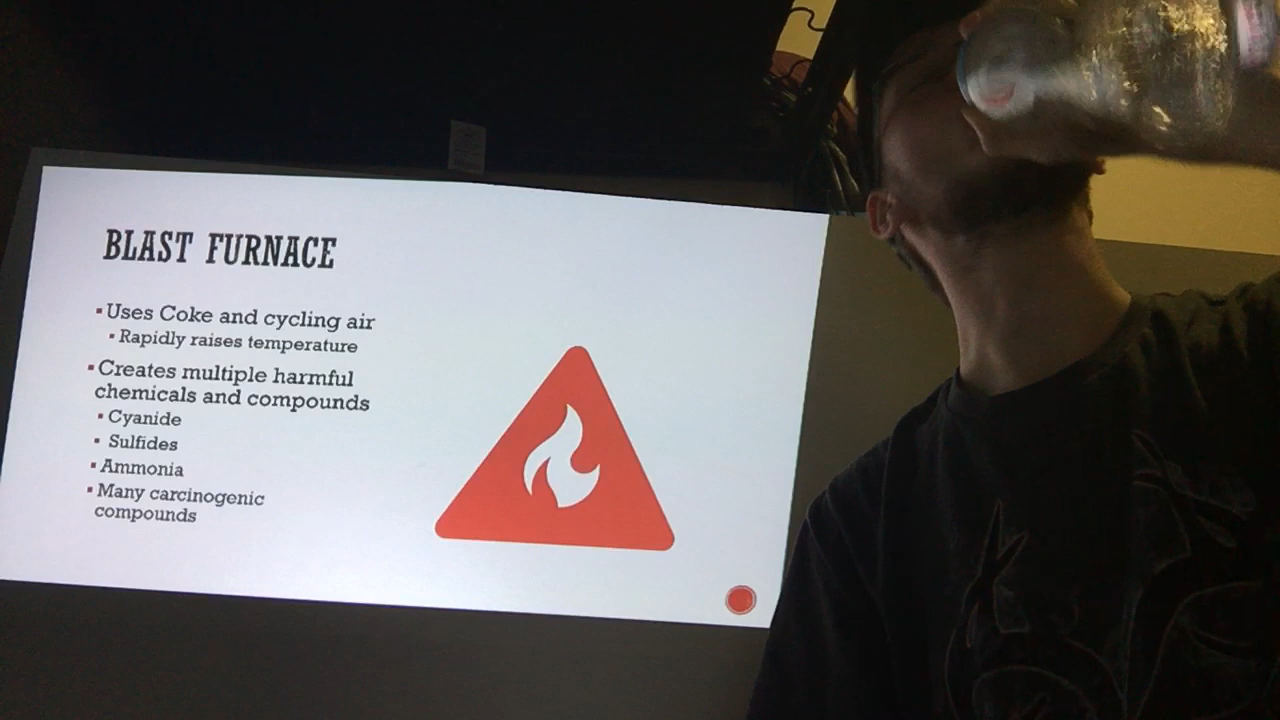 BLAST FURNACE
Uses Coke and cycling air
Rapidly raises temperature
Creates multiple harmful
chemicals and compounds
Cyanide
Sulfides
Ammonia
Many carcinogenic
compounds